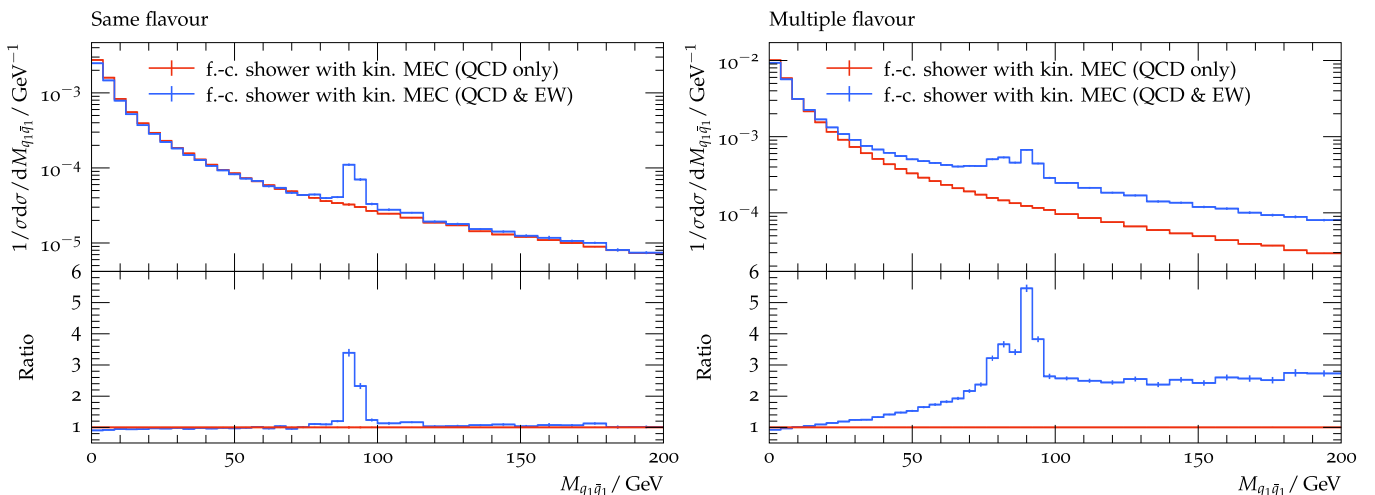 Same flavour
1/σdσ/dM_{q₁q̄₁} / GeV⁻¹
f.-c. shower with kin. MEC (QCD only)
f.-c. shower with kin. MEC (QCD & EW)
10⁻³
10⁻⁴
10⁻⁵
Ratio
6
5
4
3
2
1
0 50 100 150 200
M_{q₁q̄₁} / GeV
Multiple flavour
1/σdσ/dM_{q₁q̄₁} / GeV⁻¹
10⁻²
f.-c. shower with kin. MEC (QCD only)
f.-c. shower with kin. MEC (QCD & EW)
10⁻³
10⁻⁴
Ratio
6
5
4
3
2
1
0 50 100 150 200
M_{q₁q̄₁} / GeV